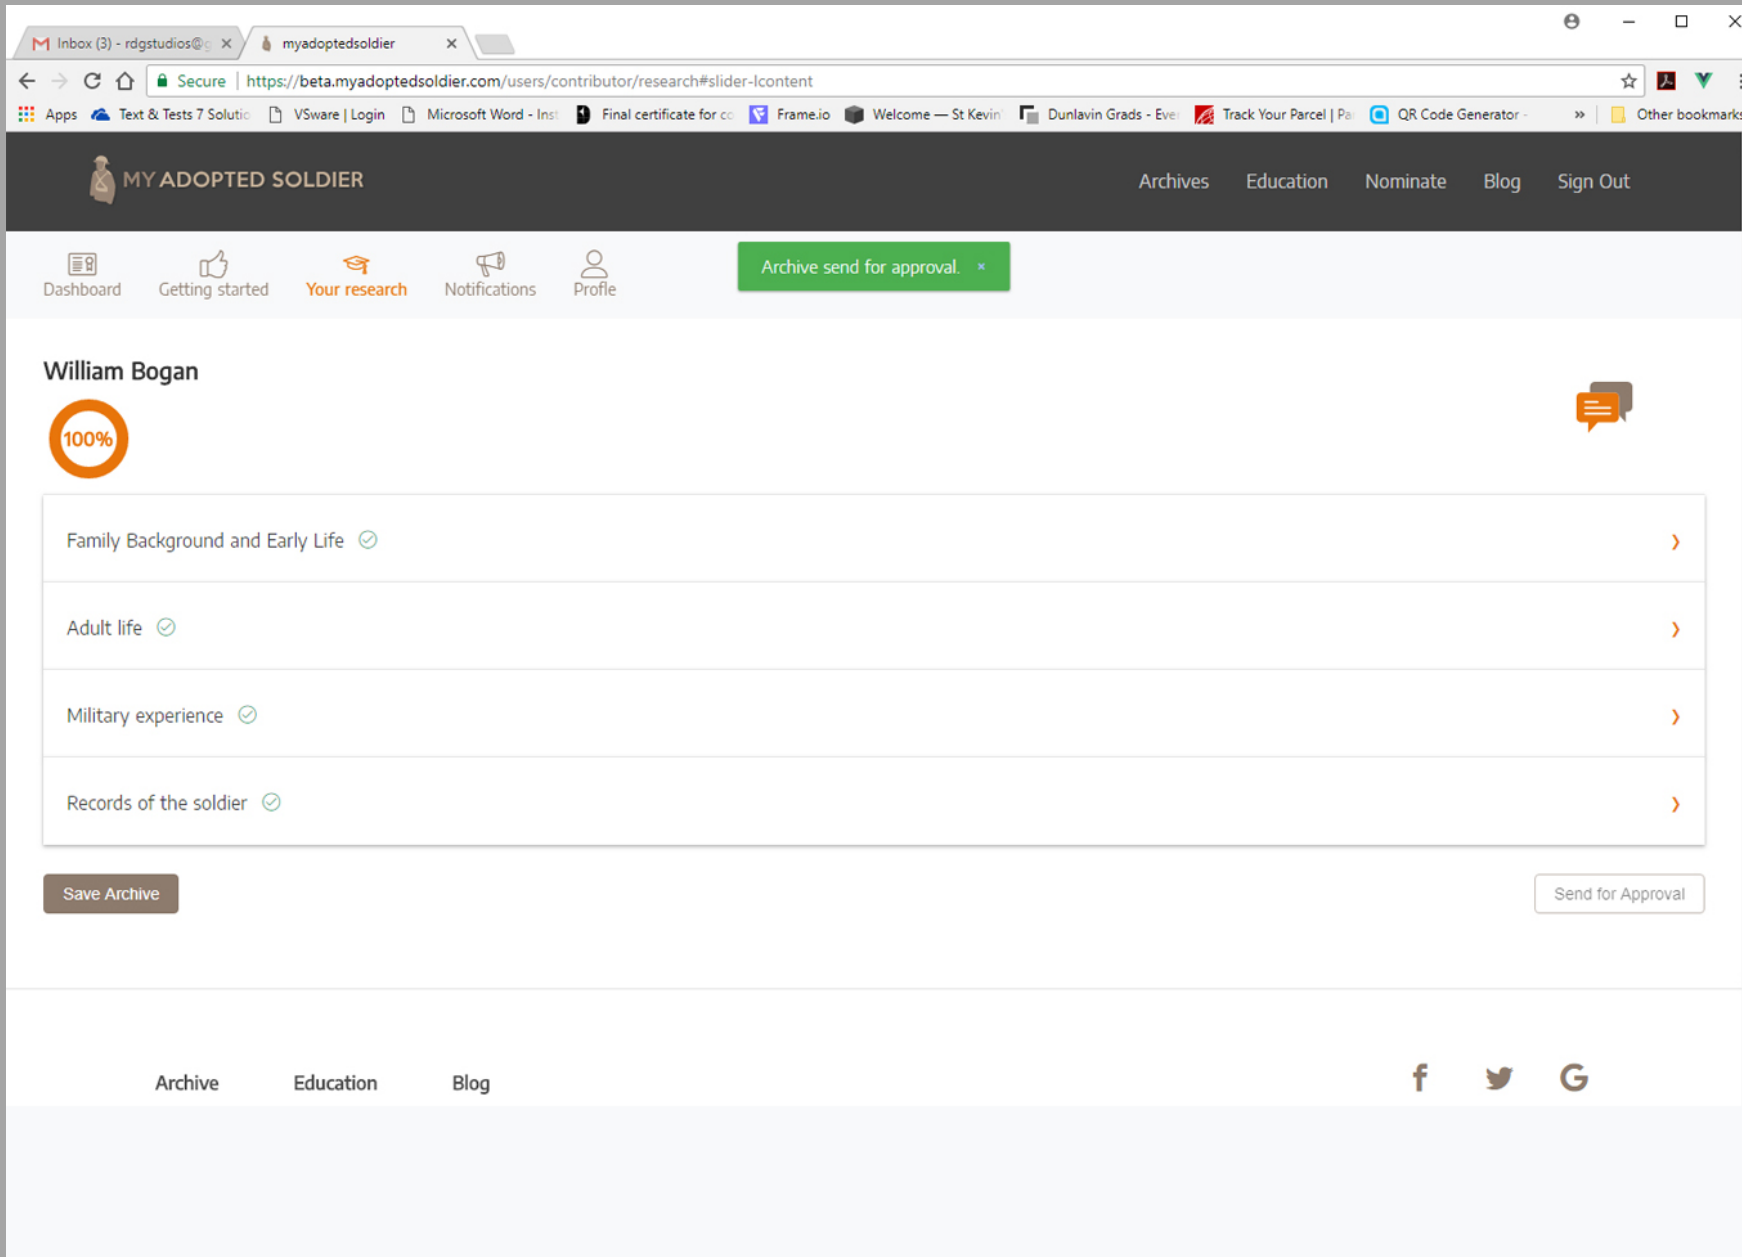 Inbox (3) - rdgstudios@g
myadoptedsoldier
Secure | https://beta.myadoptedsoldier.com/users/contributor/research#slider-lcontent
Apps Text & Tests 7 Solutio VSware | Login Microsoft Word - Inst Final certificate for co Frame.io Welcome — St Kevin' Dunlavin Grads - Eve Track Your Parcel | Pa QR Code Generator - » Other bookmarks
MY ADOPTED SOLDIER
Archives Education Nominate Blog Sign Out
Dashboard Getting started Your research Notifications Profle
Archive send for approval. ×
William Bogan
100%
Family Background and Early Life
Adult life
Military experience
Records of the soldier
Save Archive
Send for Approval
Archive Education Blog